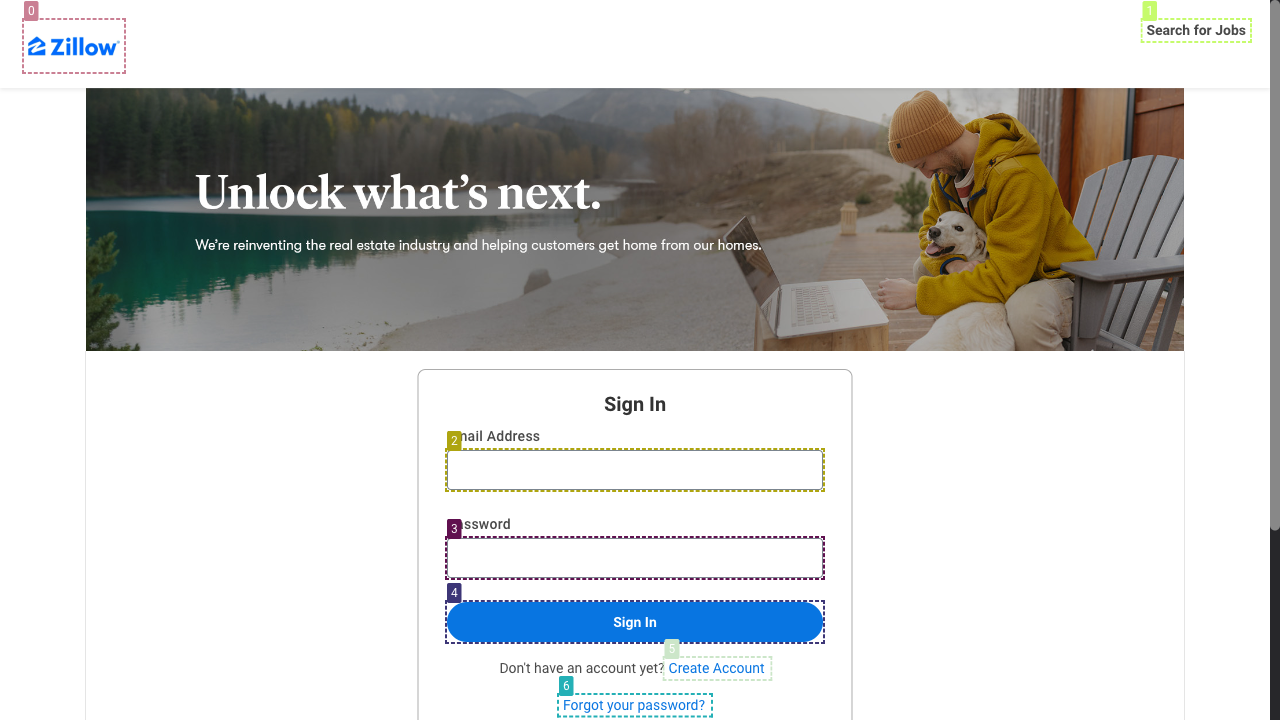 0
1
Zillow
Search for Jobs
Unlock what's next.
We're reinventing the real estate industry and helping customers get home from our homes.
Sign In
2
mail Address
3
assword
4
Sign In
5
Don't have an account yet? Create Account
6
Forgot your password?